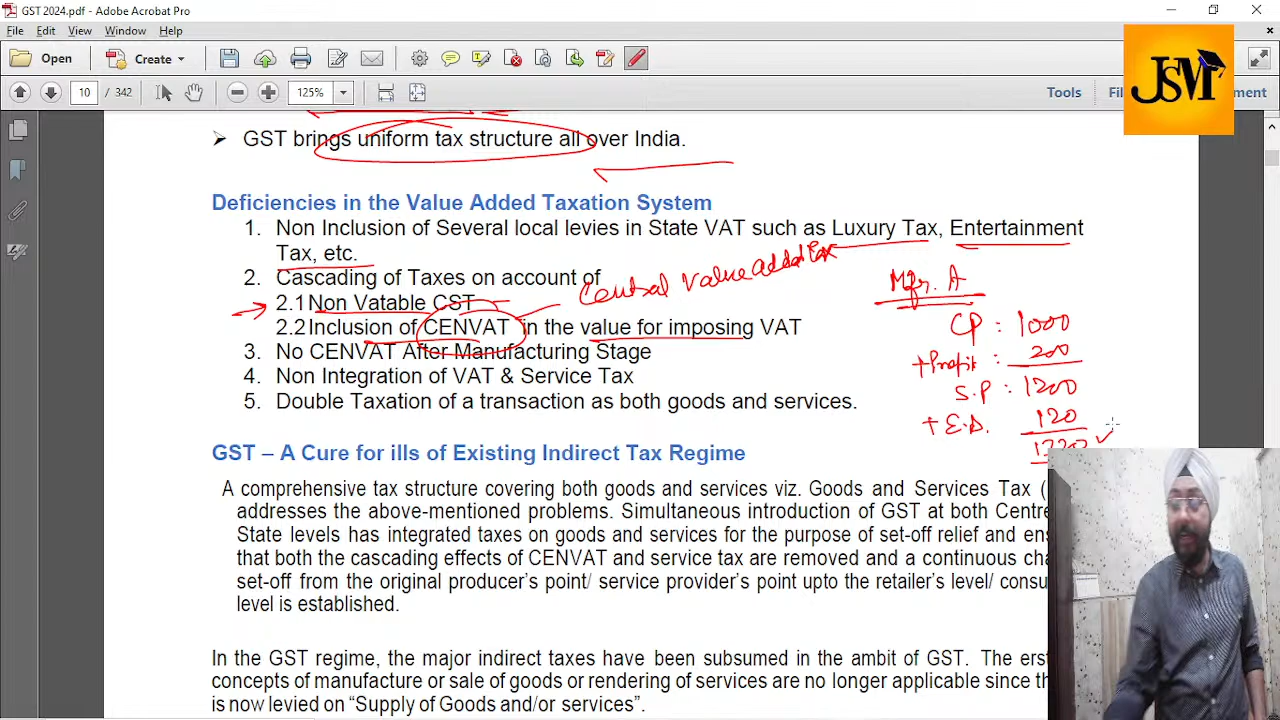 GST 2024.pdf - Adobe Acrobat Pro
File Edit View Window Help
Open Create
10 / 342 125% Tools ment
JSM
GST brings uniform tax structure all over India.
Deficiencies in the Value Added Taxation System
1. Non Inclusion of Several local levies in State VAT such as Luxury Tax, Entertainment
Tax, etc.
2. Cascading of Taxes on account of
2.1 Non Vatable CST
2.2 Inclusion of CENVAT in the value for imposing VAT
3. No CENVAT After Manufacturing Stage
4. Non Integration of VAT & Service Tax
5. Double Taxation of a transaction as both goods and services.
Central Value Added Tax
Mfr. A
CP : 1000
+Profit : 200
S.P : 1200
+ E.D. 120
1320
GST – A Cure for ills of Existing Indirect Tax Regime
A comprehensive tax structure covering both goods and services viz. Goods and Services Tax (
addresses the above-mentioned problems. Simultaneous introduction of GST at both Centre
State levels has integrated taxes on goods and services for the purpose of set-off relief and ens
that both the cascading effects of CENVAT and service tax are removed and a continuous cha
set-off from the original producer's point/ service provider's point upto the retailer's level/ consu
level is established.
In the GST regime, the major indirect taxes have been subsumed in the ambit of GST. The erst
concepts of manufacture or sale of goods or rendering of services are no longer applicable since th
is now levied on “Supply of Goods and/or services”.